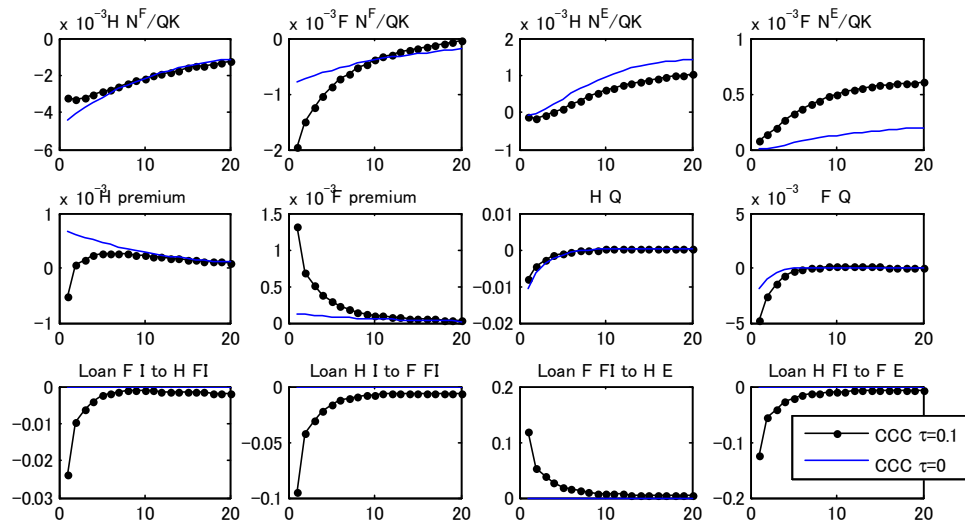 x 10⁻³H N^F/QK
x 10⁻³F N^F/QK
x 10⁻³H N^E/QK
x 10⁻³F N^E/QK
0
-2
-4
-6
0 10 20
0
-1
-2
0 10 20
2
1
0
-1
0 10 20
1
0.5
0
0 10 20
x 10⁻³H premium
x 10⁻³F premium
H Q
x 10⁻³ F Q
1
0
-1
0 10 20
1.5
1
0.5
0
0 10 20
0.01
0
-0.01
-0.02
0 10 20
5
0
-5
0 10 20
Loan F I to H FI
Loan H I to F FI
Loan F FI to H E
Loan H FI to F E
0
-0.01
-0.02
-0.03
0 10 20
0
-0.05
-0.1
0 10 20
0.2
0.1
0
0 10 20
0
-0.1
-0.2
0 10 20
CCC τ=0.1
CCC τ=0